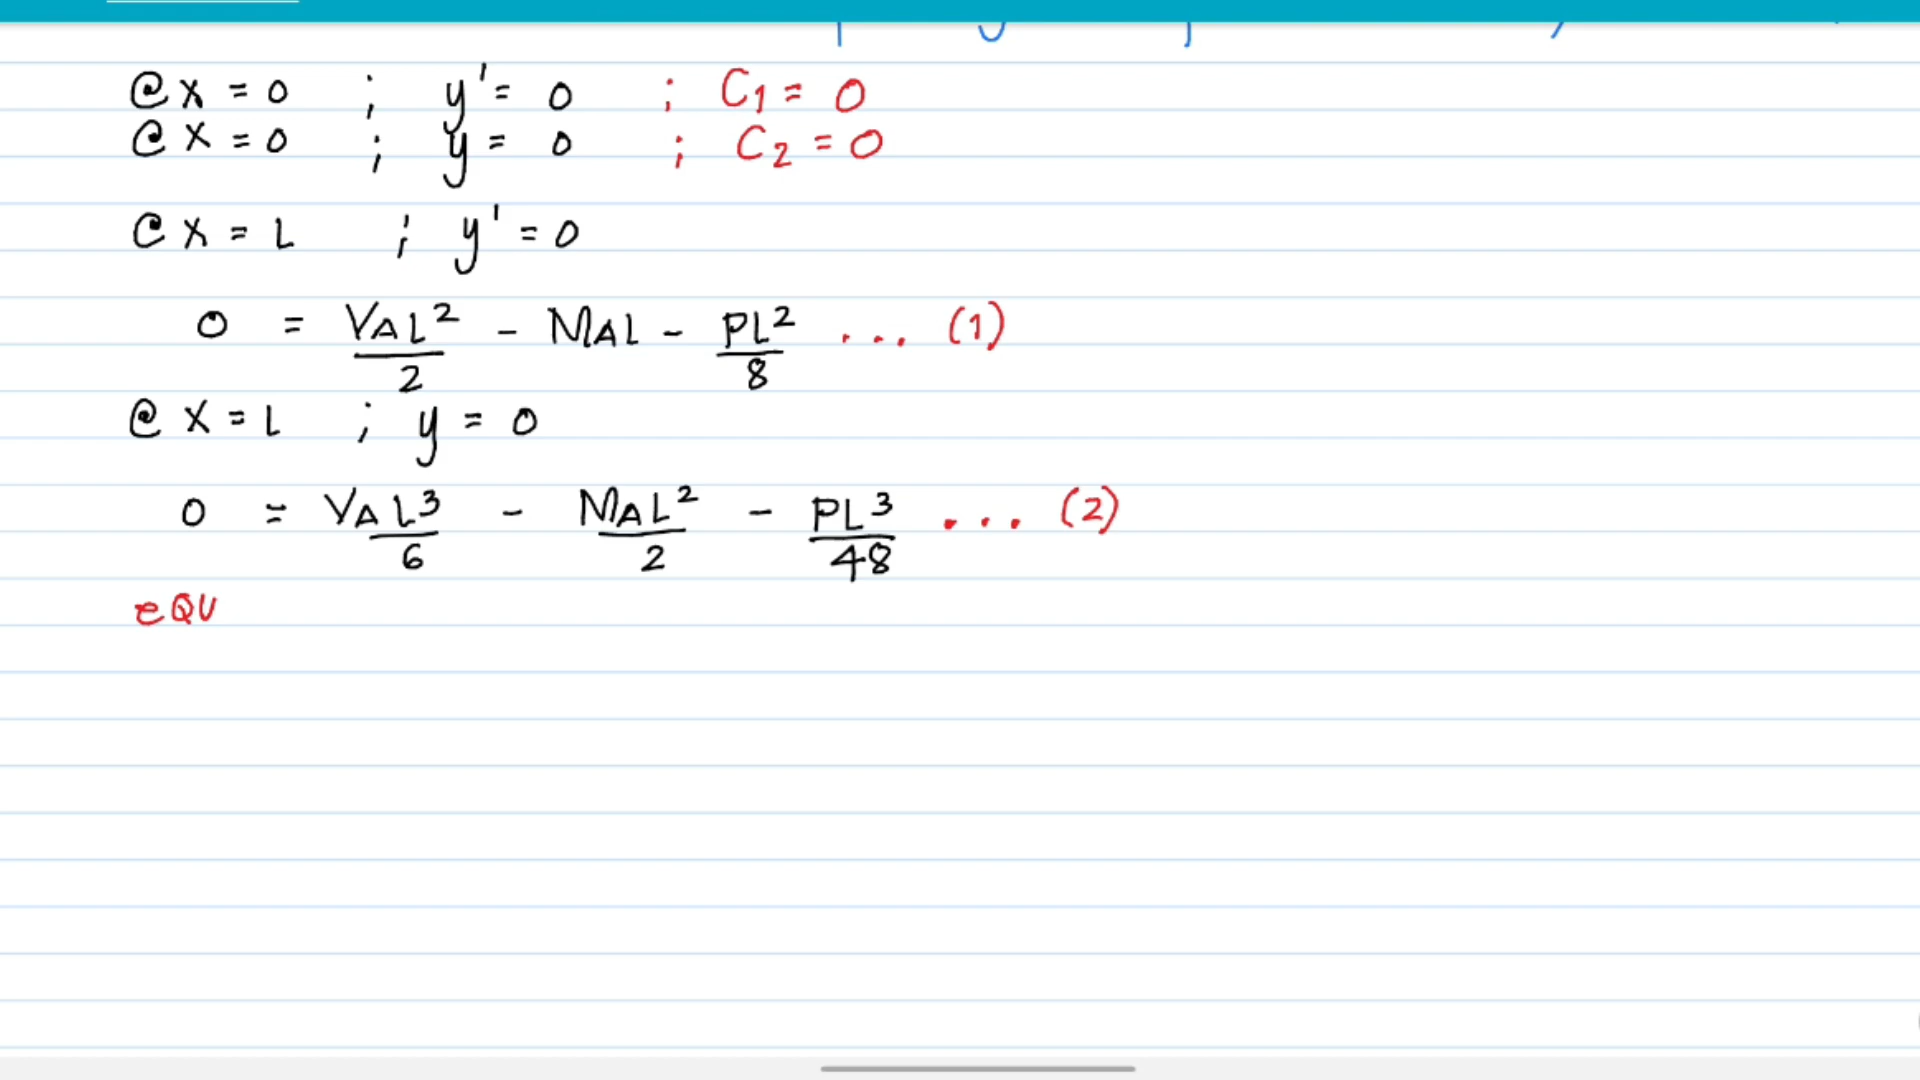 @ x = 0 ; y' = 0 ; C₁ = 0
@ x = 0 ; y = 0 ; C₂ = 0
@ x = L ; y' = 0
0 = VAL²/2 - MAL - PL²/8 ... (1)
@ x = L ; y = 0
0 = VAL³/6 - MAL²/2 - PL³/48 ... (2)
eQU